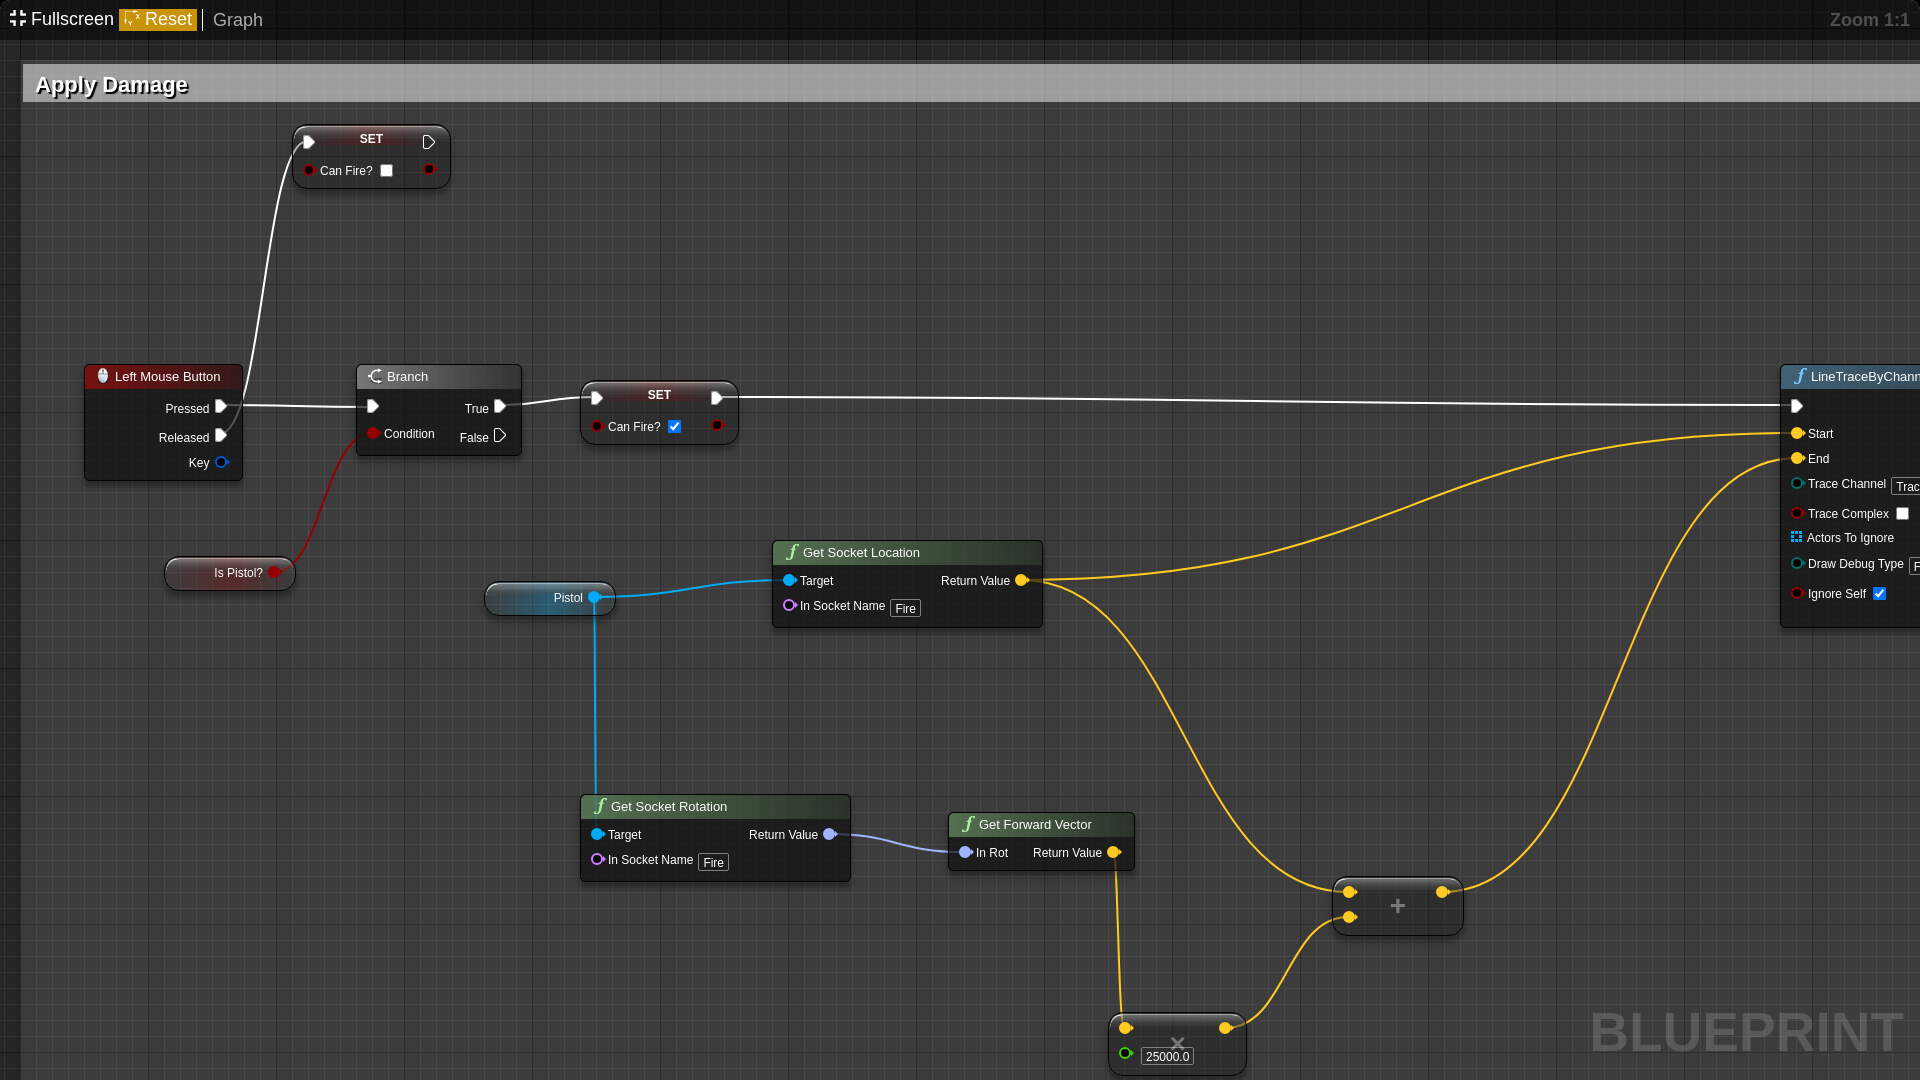 Fullscreen Reset Graph Zoom 1:1
Apply Damage
SET
Can Fire?
Left Mouse Button
Pressed
Released
Key
Branch
True
Condition
False
SET
Can Fire?
LineTraceByChann
Start
End
Trace Channel Trac
Trace Complex
Actors To Ignore
Draw Debug Type F
Ignore Self
Is Pistol?
Pistol
f Get Socket Location
Target Return Value
In Socket Name Fire
f Get Socket Rotation
Target Return Value
In Socket Name Fire
f Get Forward Vector
In Rot Return Value
+
×
25000.0
BLUEPRINT